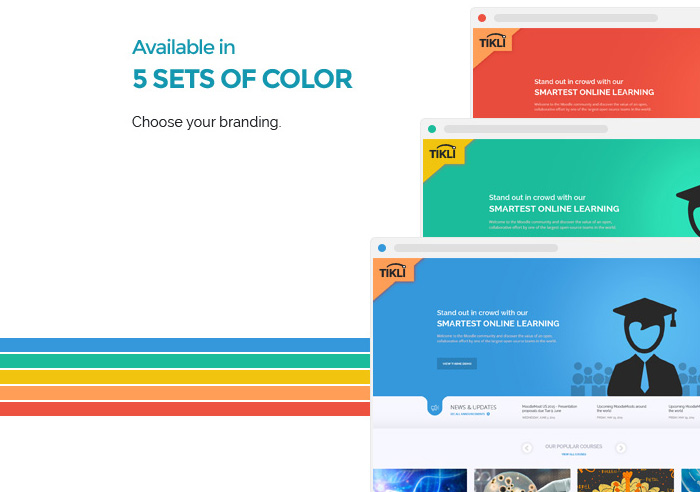 Available in
5 SETS OF COLOR
Choose your branding.
TIKLI
Stand out in crowd with our
SMARTEST ONLINE LEARNING
Welcome to the Moodle community and discover the value of an open,
collaborative effort by one of the largest open source teams in the world.
TIKLI
Stand out in crowd with our
SMARTEST ONLINE LEARNING
Welcome to the Moodle community and discover the value of an open,
collaborative effort by one of the largest open source teams in the world.
TIKLI
Stand out in crowd with our
SMARTEST ONLINE LEARNING
Welcome to the Moodle community and discover the value of an open,
collaborative effort by one of the largest open source teams in the world.
NEWS & UPDATES
OUR POPULAR COURSES
VIEW ALL COURSES